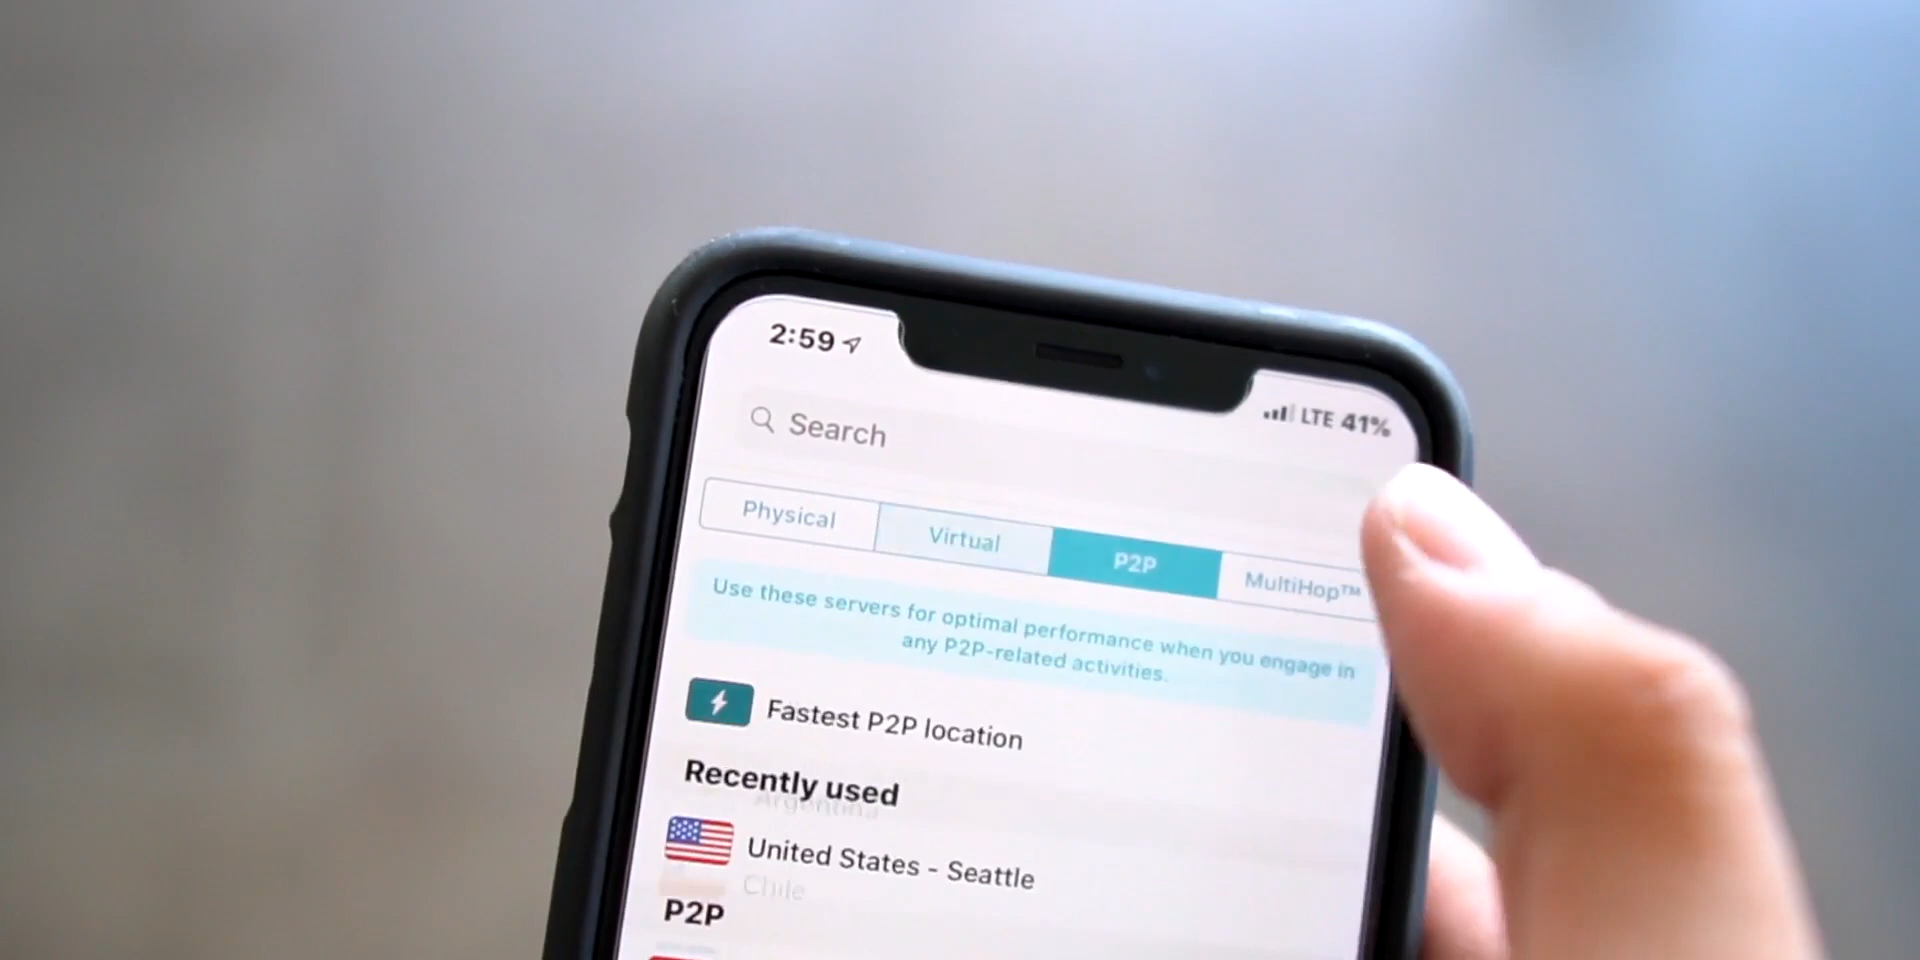 2:59
LTE 41%
Search
Physical
Virtual
P2P
MultiHop™
Use these servers for optimal performance when you engage in
any P2P-related activities.
Fastest P2P location
Recently used
Argentina
United States - Seattle
Chile
P2P